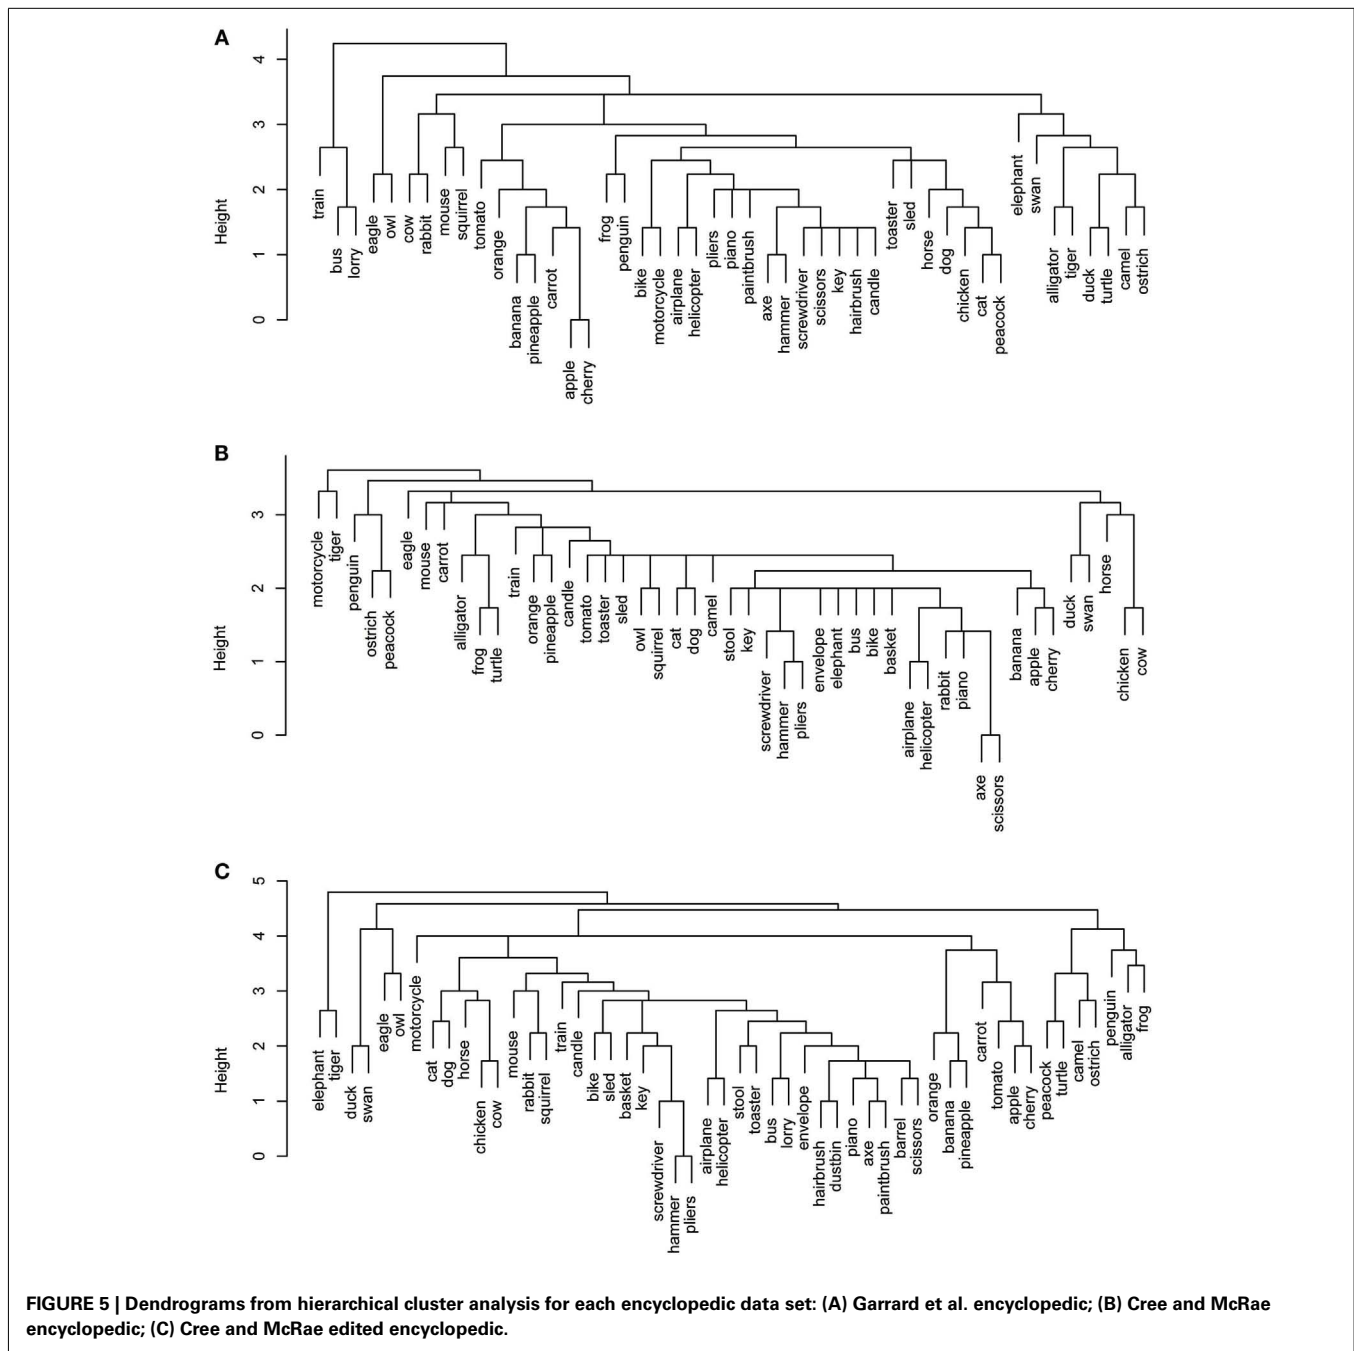 A
Height
4
3
2
1
0
train
bus
lorry
eagle
owl
cow
rabbit
mouse
squirrel
tomato
orange
banana
pineapple
carrot
apple
cherry
frog
penguin
bike
motorcycle
airplane
helicopter
pliers
piano
paintbrush
axe
hammer
screwdriver
scissors
key
hairbrush
candle
toaster
sled
horse
dog
chicken
cat
peacock
elephant
swan
alligator
tiger
duck
turtle
camel
ostrich
B
Height
3
2
1
0
motorcycle
tiger
penguin
ostrich
peacock
eagle
mouse
carrot
alligator
frog
turtle
train
orange
pineapple
candle
tomato
toaster
sled
owl
squirrel
cat
dog
camel
stool
key
screwdriver
hammer
pliers
envelope
elephant
bus
bike
basket
airplane
helicopter
rabbit
piano
axe
scissors
banana
apple
cherry
duck
swan
horse
chicken
cow
C
Height
5
4
3
2
1
0
elephant
tiger
duck
swan
eagle
owl
motorcycle
cat
dog
horse
chicken
cow
mouse
rabbit
squirrel
train
candle
bike
sled
basket
key
screwdriver
hammer
pliers
airplane
helicopter
stool
toaster
bus
lorry
envelope
hairbrush
dustbin
piano
axe
paintbrush
barrel
scissors
orange
banana
pineapple
carrot
tomato
apple
cherry
peacock
turtle
camel
ostrich
penguin
alligator
frog
FIGURE 5 | Dendrograms from hierarchical cluster analysis for each encyclopedic data set: (A) Garrard et al. encyclopedic; (B) Cree and McRae
encyclopedic; (C) Cree and McRae edited encyclopedic.